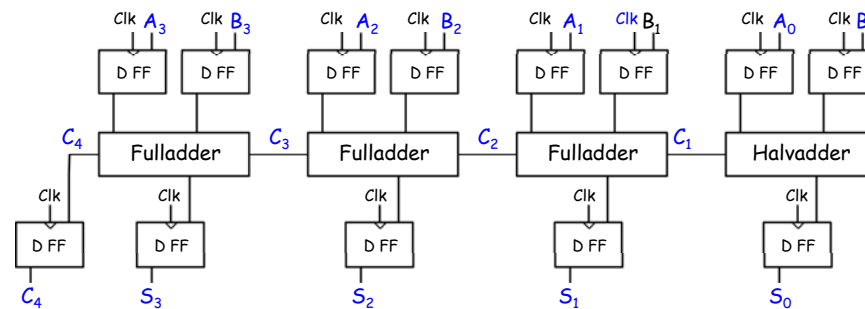 Clk A3 Clk B3 Clk A2 Clk B2 Clk A1 Clk B1 Clk A0 Clk B
D FF D FF D FF D FF D FF D FF D FF D FF
C4 Fulladder C3 Fulladder C2 Fulladder C1 Halvadder
Clk Clk Clk Clk Clk
D FF D FF D FF D FF D FF
C4 S3 S2 S1 S0